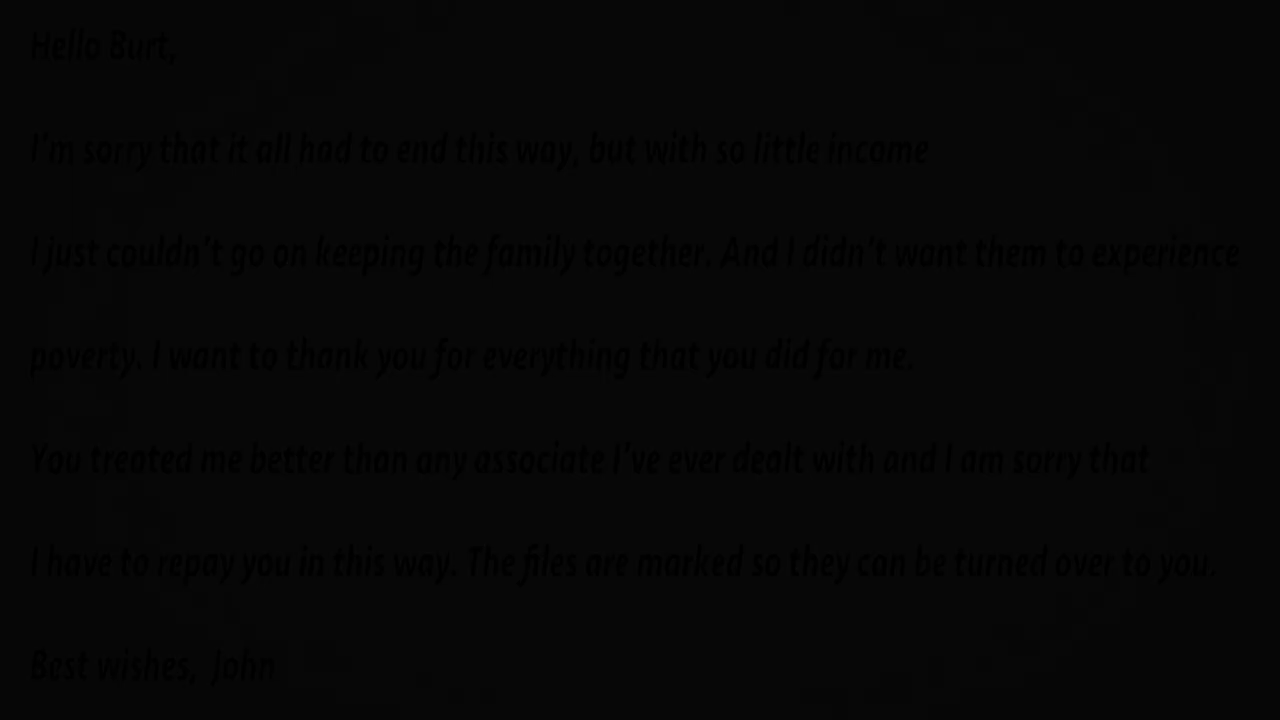 Hello Burt,
I'm sorry that it all had to end this way, but with so little income
I just couldn't go on keeping the family together. And I didn't want them to experience
poverty. I want to thank you for everything that you did for me.
You treated me better than any associate I've ever dealt with and I am sorry that
I have to repay you in this way. The files are marked so they can be turned over to you.
Best wishes, John